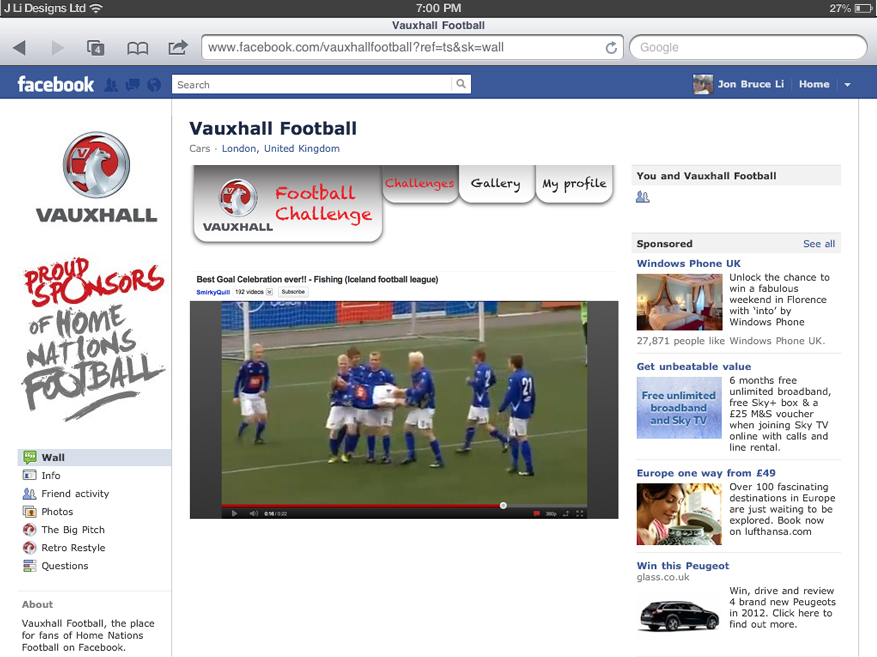 J Li Designs Ltd
7:00 PM
27%
Vauxhall Football
4
www.facebook.com/vauxhallfootball?ref=ts&sk=wall
Google
facebook
Search
Jon Bruce Li
Home
VAUXHALL
PROUD
SPONSORS
OF HOME
NATIONS
FOOTBALL
Wall
Info
Friend activity
Photos
The Big Pitch
Retro Restyle
Questions
About
Vauxhall Football, the place
for fans of Home Nations
Football on Facebook.
Vauxhall Football
Cars · London, United Kingdom
VAUXHALL
Football
Challenge
Challenges
Gallery
My profile
Best Goal Celebration ever!! - Fishing (Iceland football league)
SmirkyQuill 192 videos Subscribe
21
2
0:16 / 0:22
360p
You and Vauxhall Football
Sponsored
See all
Windows Phone UK
Unlock the chance to
win a fabulous
weekend in Florence
with 'into' by
Windows Phone
27,871 people like Windows Phone UK.
Get unbeatable value
Free unlimited
broadband
and Sky TV
6 months free
unlimited broadband,
free Sky+ box & a
£25 M&S voucher
when joining Sky TV
online with calls and
line rental.
Europe one way from £49
Over 100 fascinating
destinations in Europe
are just waiting to be
explored. Book now
on lufthansa.com
Win this Peugeot
glass.co.uk
Win, drive and review
4 brand new Peugeots
in 2012. Click here to
find out more.